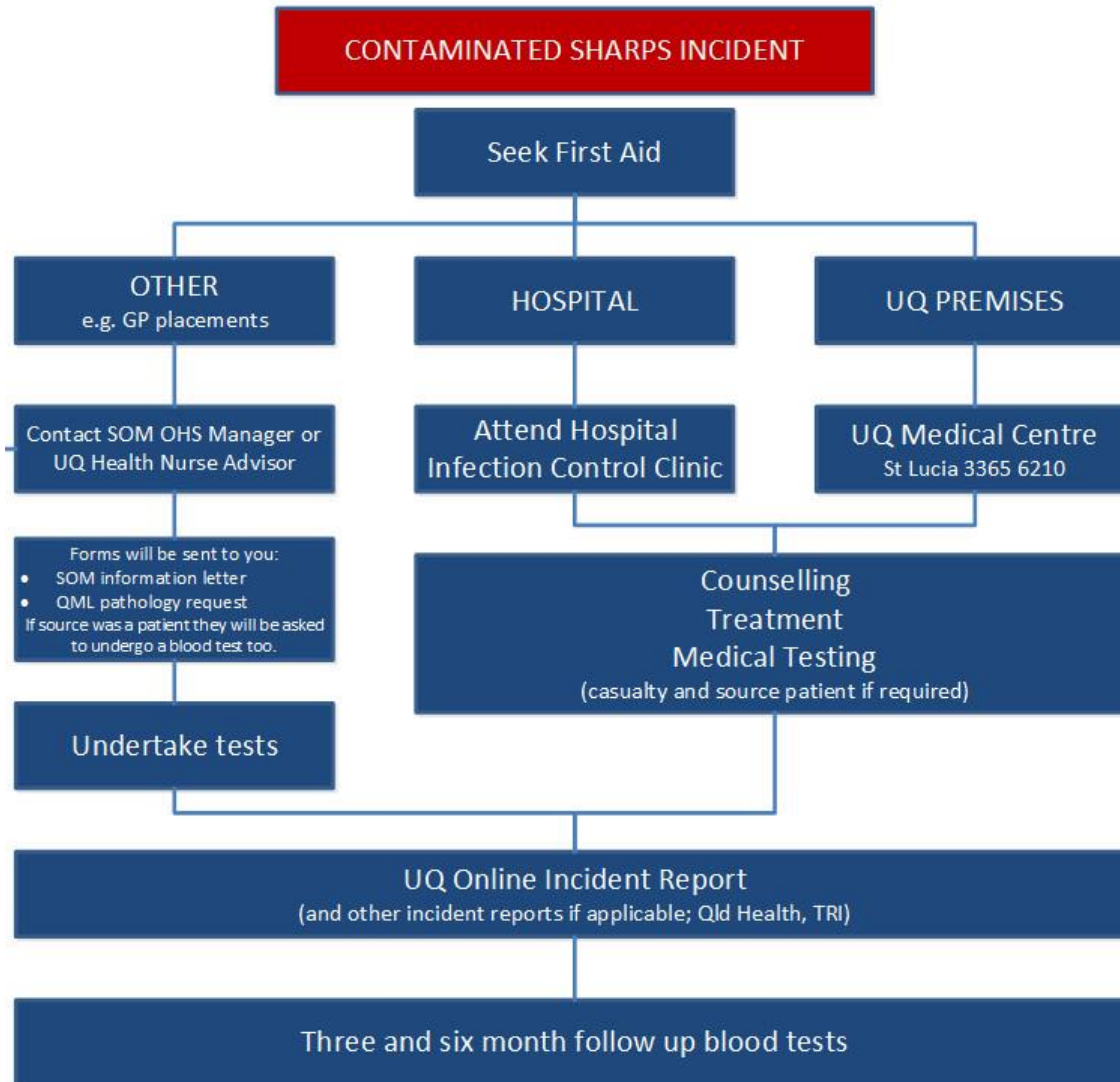 CONTAMINATED SHARPS INCIDENT
Seek First Aid
OTHER
e.g. GP placements
HOSPITAL
UQ PREMISES
Contact SOM OHS Manager or
UQ Health Nurse Advisor
Attend Hospital
Infection Control Clinic
UQ Medical Centre
St Lucia 3365 6210
Forms will be sent to you:
• SOM information letter
• QML pathology request
If source was a patient they will be asked
to undergo a blood test too.
Counselling
Treatment
Medical Testing
(casualty and source patient if required)
Undertake tests
UQ Online Incident Report
(and other incident reports if applicable; Qld Health, TRI)
Three and six month follow up blood tests